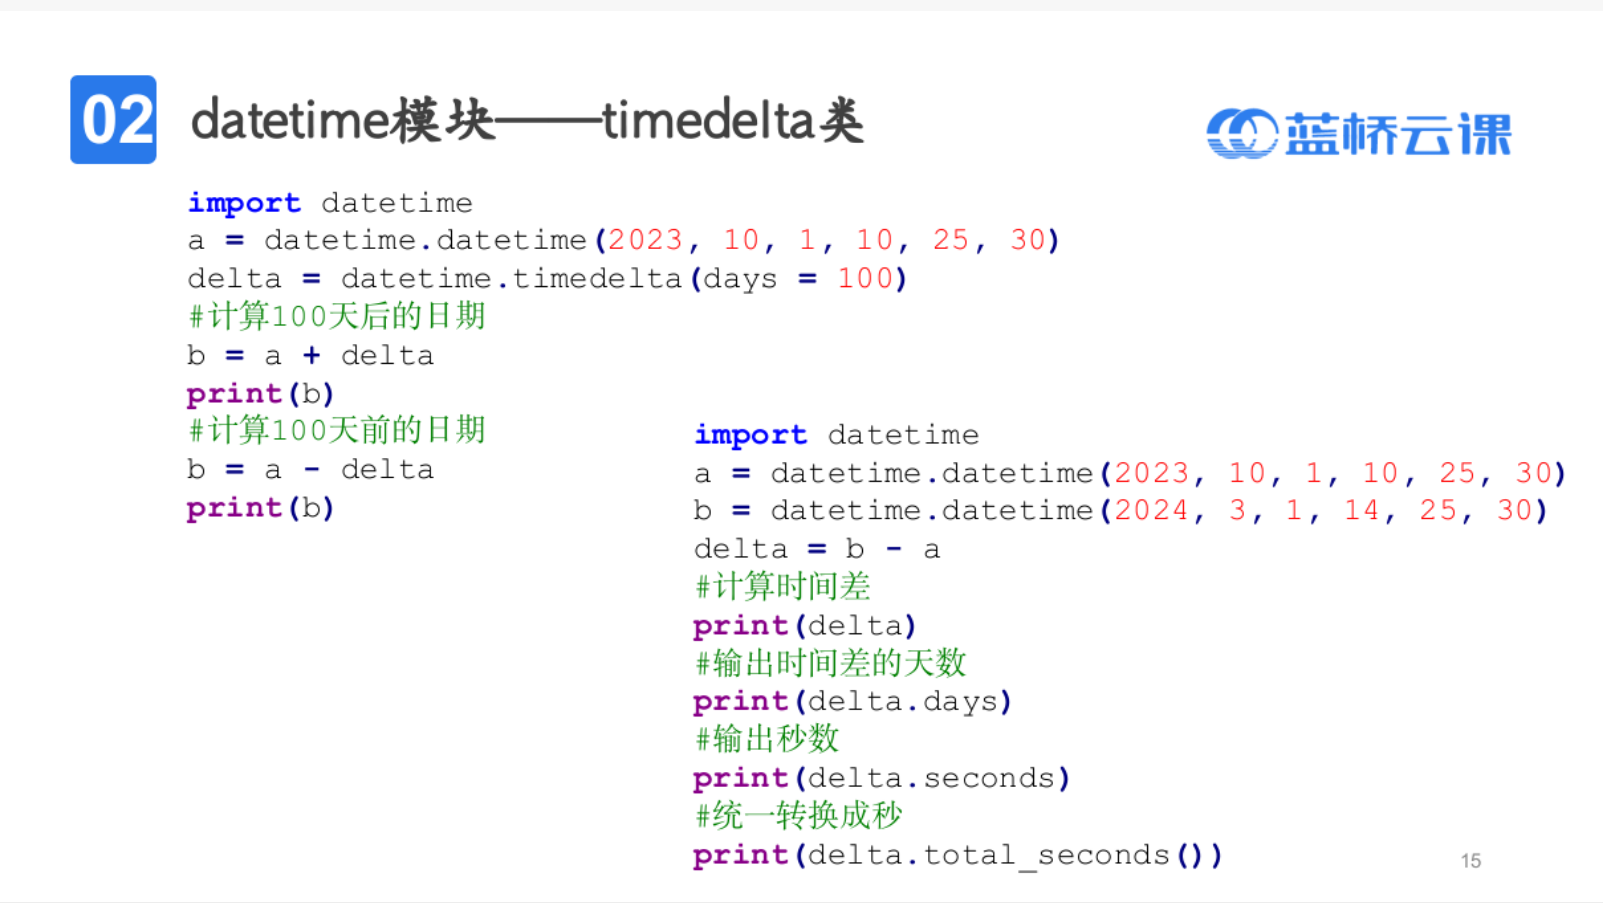 02
datetime模块——timedelta类
蓝桥云课
import datetime
a = datetime.datetime(2023, 10, 1, 10, 25, 30)
delta = datetime.timedelta(days = 100)
#计算100天后的日期
b = a + delta
print(b)
#计算100天前的日期
b = a - delta
print(b)
import datetime
a = datetime.datetime(2023, 10, 1, 10, 25, 30)
b = datetime.datetime(2024, 3, 1, 14, 25, 30)
delta = b - a
#计算时间差
print(delta)
#输出时间差的天数
print(delta.days)
#输出秒数
print(delta.seconds)
#统一转换成秒
print(delta.total_seconds())
15